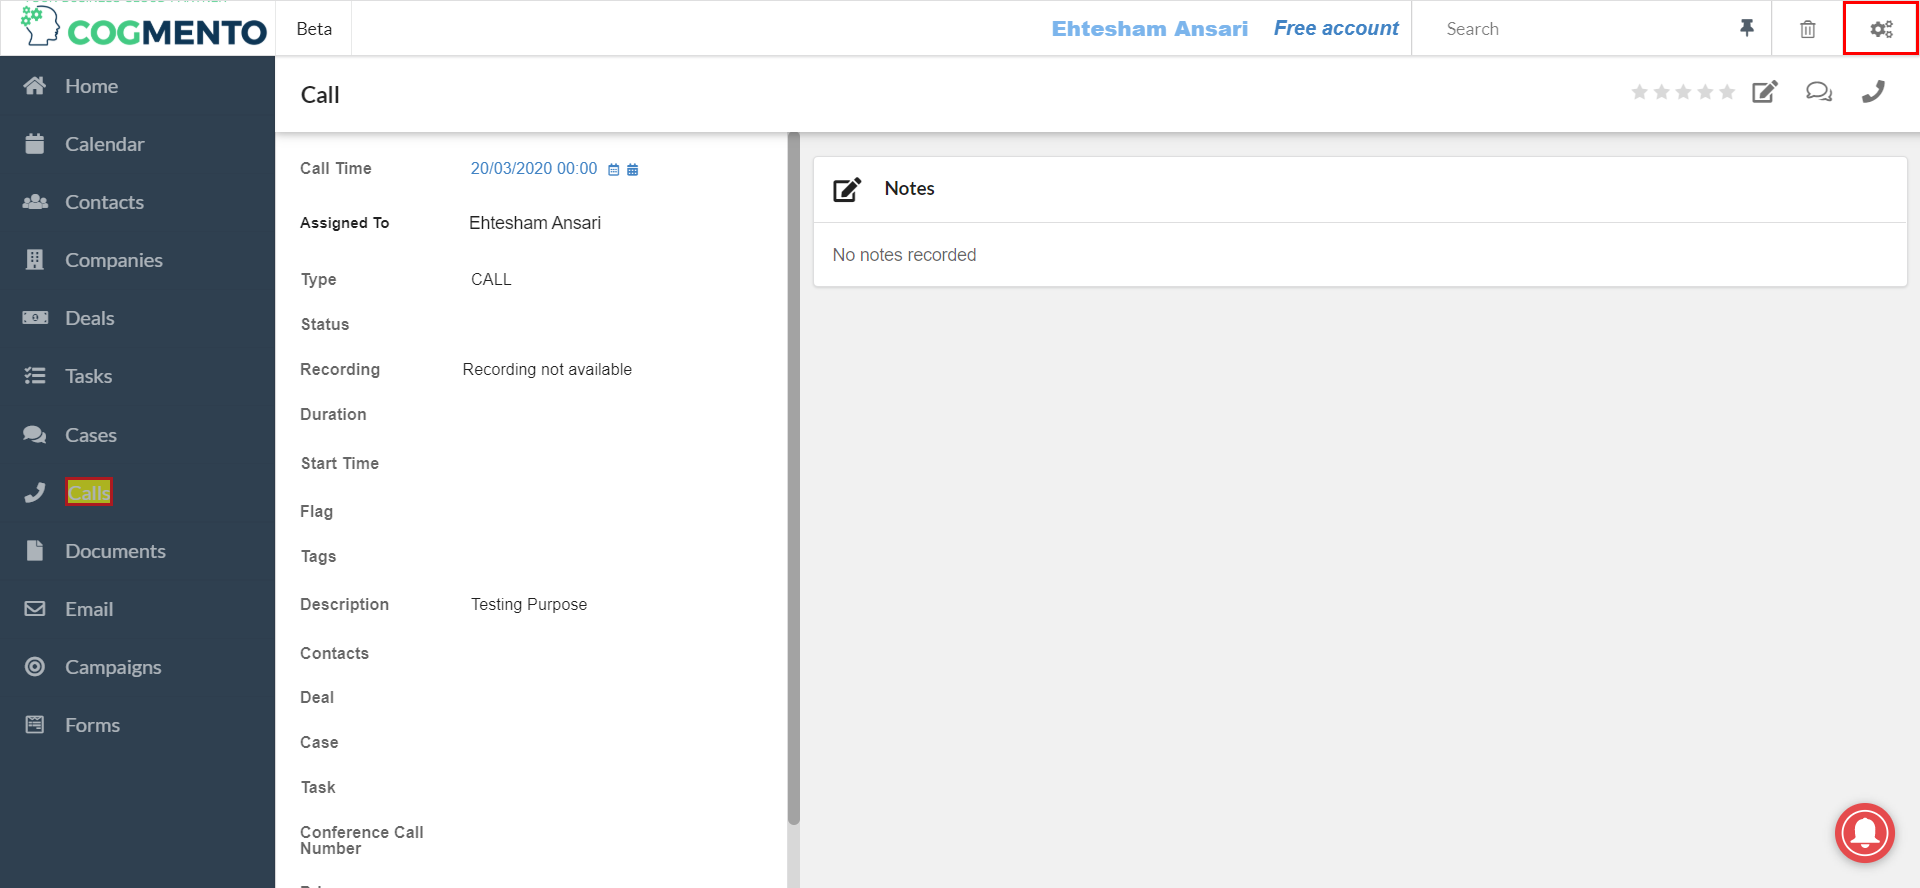 COGMENTO
Beta
Ehtesham Ansari
Free account
Search
Home
Calendar
Contacts
Companies
Deals
Tasks
Cases
Calls
Documents
Email
Campaigns
Forms
Call
Call Time 20/03/2020 00:00
Assigned To Ehtesham Ansari
Type CALL
Status
Recording Recording not available
Duration
Start Time
Flag
Tags
Description Testing Purpose
Contacts
Deal
Case
Task
Conference Call
Number
Notes
No notes recorded